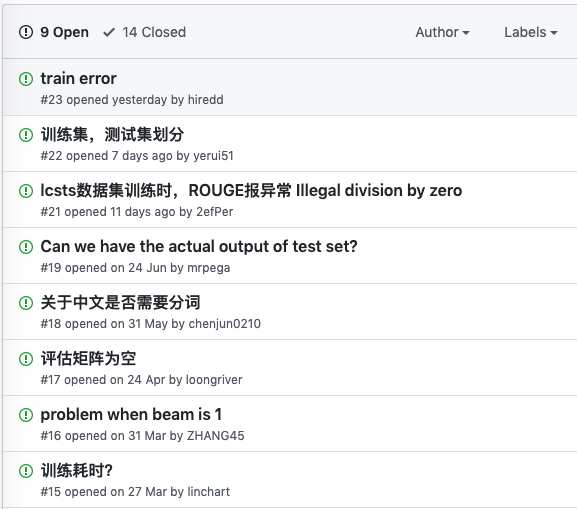 9 Open 14 Closed Author Labels
train error
#23 opened yesterday by hiredd
训练集，测试集划分
#22 opened 7 days ago by yerui51
lcsts数据集训练时，ROUGE报异常 Illegal division by zero
#21 opened 11 days ago by 2efPer
Can we have the actual output of test set?
#19 opened on 24 Jun by mrpega
关于中文是否需要分词
#18 opened on 31 May by chenjun0210
评估矩阵为空
#17 opened on 24 Apr by loongriver
problem when beam is 1
#16 opened on 31 Mar by ZHANG45
训练耗时?
#15 opened on 27 Mar by linchart